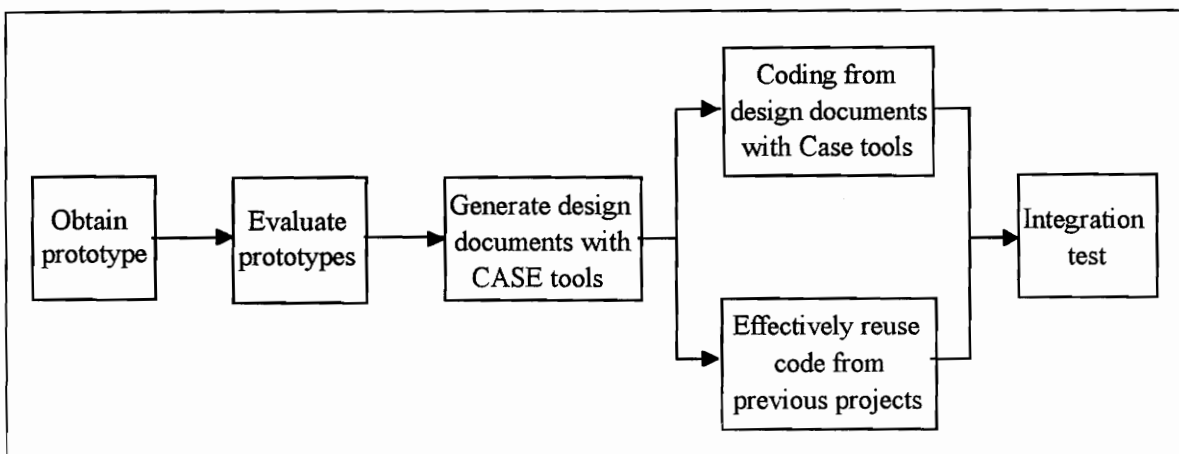 Obtain
prototype
Evaluate
prototypes
Generate design
documents with
CASE tools
Coding from
design documents
with Case tools
Effectively reuse
code from
previous projects
Integration
test